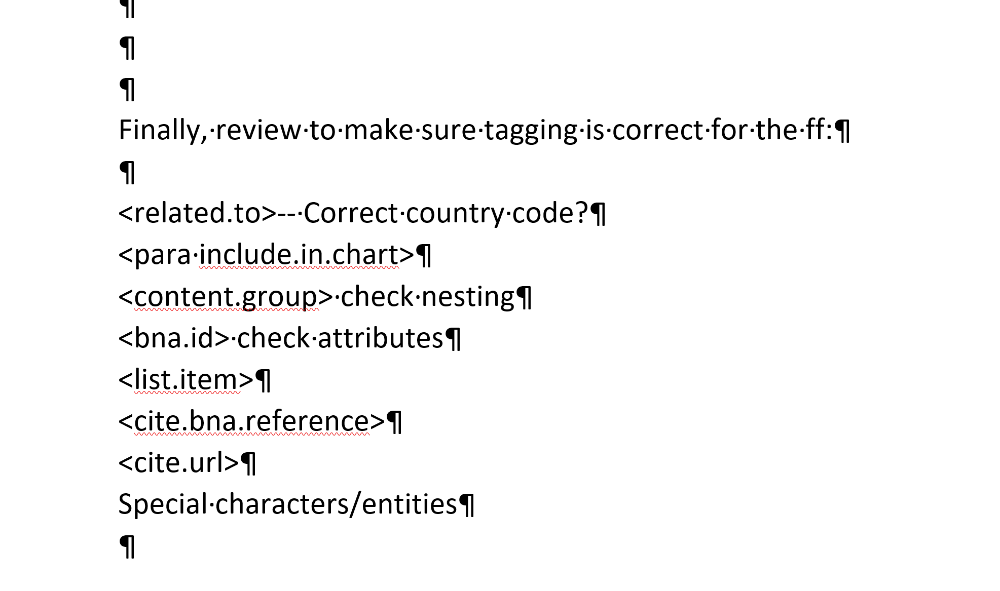 ¶
¶
¶
Finally,·review·to·make·sure·tagging·is·correct·for·the·ff:¶
¶
<related.to>--·Correct·country·code?¶
<para·include.in.chart>¶
<content.group>·check·nesting¶
<bna.id>·check·attributes¶
<list.item>¶
<cite.bna.reference>¶
<cite.url>¶
Special·characters/entities¶
¶